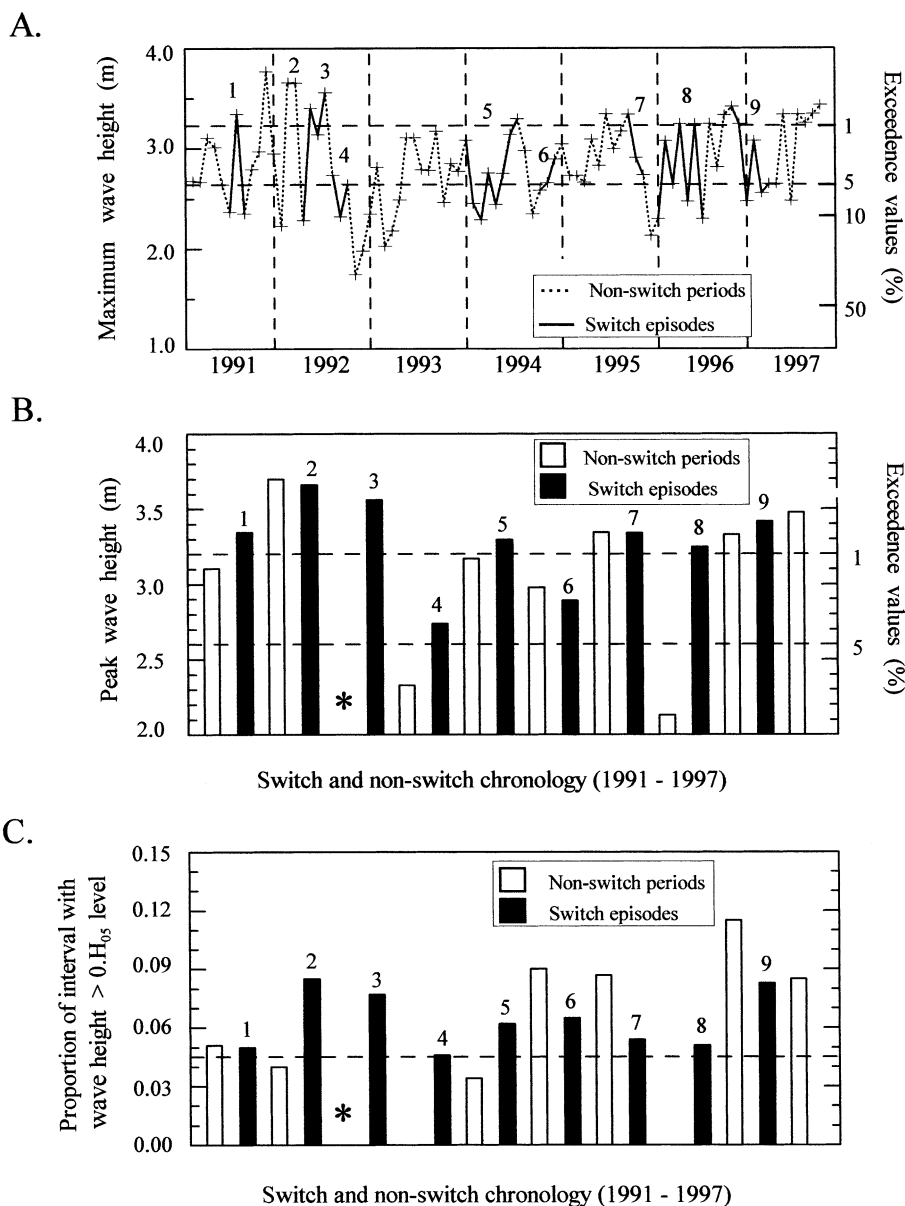 A.
Maximum wave height (m)
4.0
3.0
2.0
1.0
1
2
3
4
5
6
7
8
9
Non-switch periods
Switch episodes
1
5
10
50
Exceedence values (%)
1991 1992 1993 1994 1995 1996 1997
B.
Peak wave height (m)
4.0
3.5
3.0
2.5
2.0
1
2
3
4
5
6
7
8
9
*
Non-switch periods
Switch episodes
1
5
Exceedence values (%)
Switch and non-switch chronology (1991 - 1997)
C.
Proportion of interval with
wave height > 0.H05 level
0.15
0.12
0.09
0.06
0.03
0.00
1
2
3
4
5
6
7
8
9
*
Non-switch periods
Switch episodes
Switch and non-switch chronology (1991 - 1997)